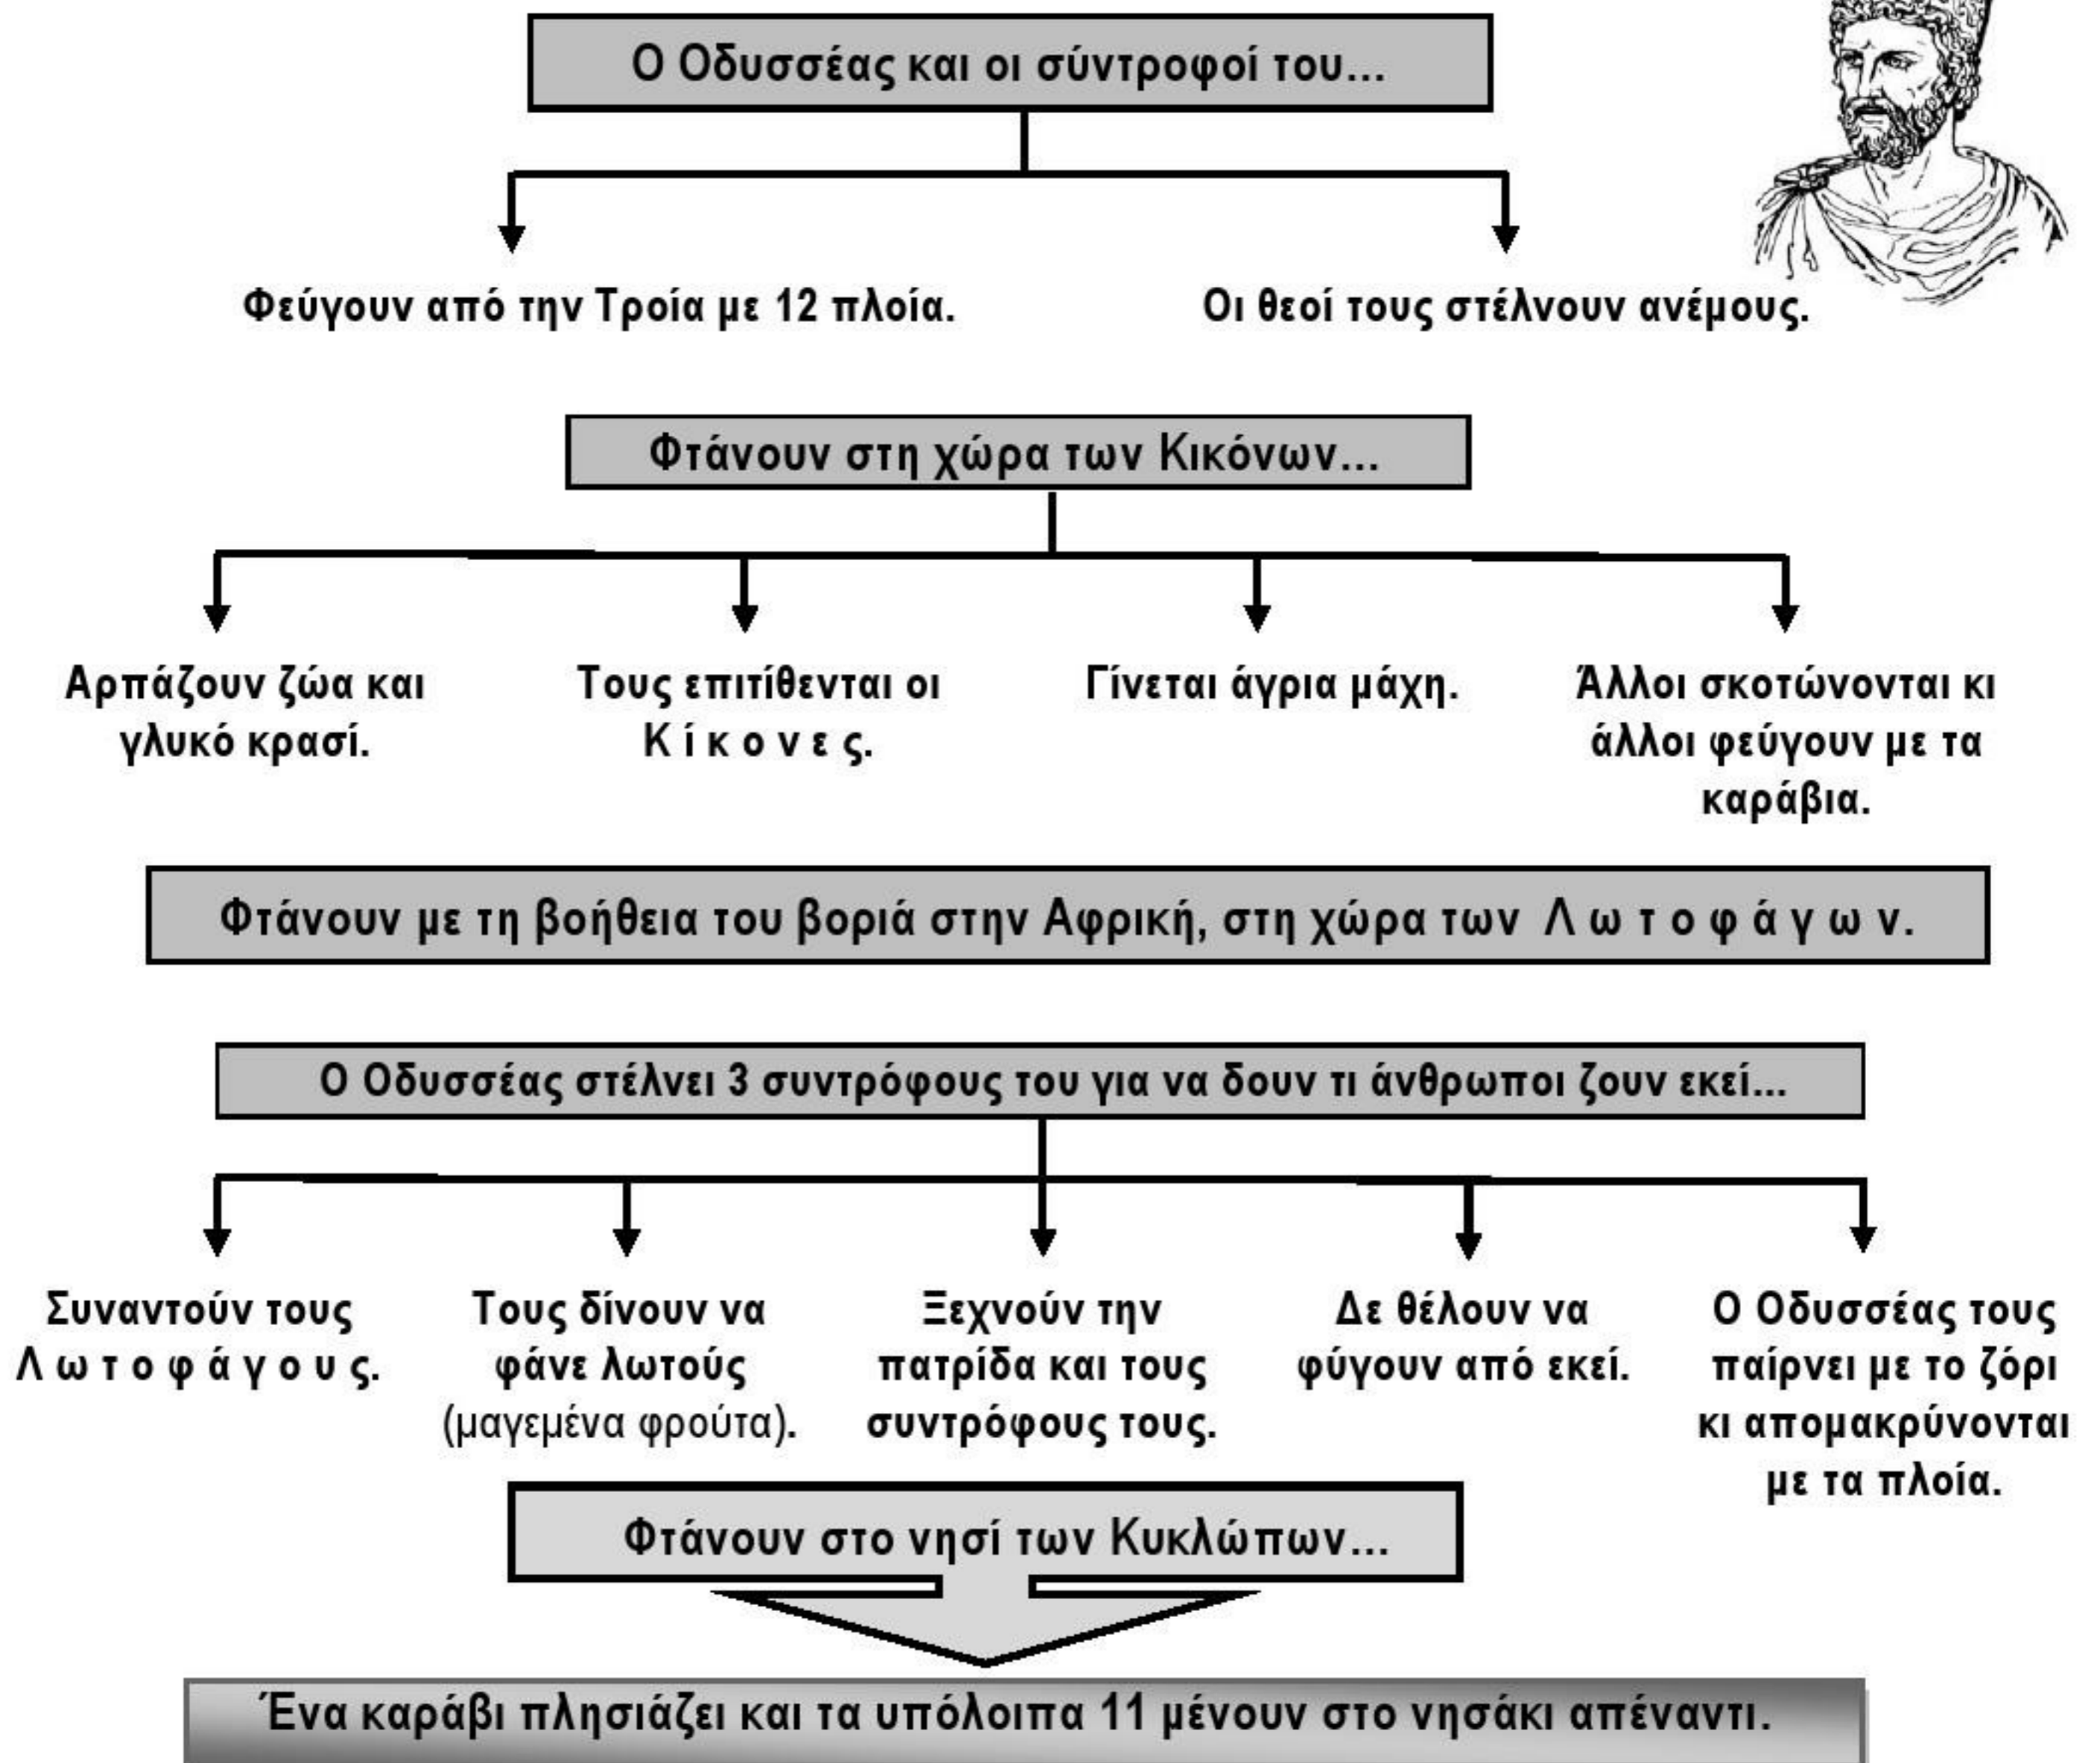 Ο Οδυσσέας και οι σύντροφοί του...
Φεύγουν από την Τροία με 12 πλοία.
Οι θεοί τους στέλνουν ανέμους.
Φτάνουν στη χώρα των Κικόνων...
Αρπάζουν ζώα και
γλυκό κρασί.
Τους επιτίθενται οι
Κ ί κ ο ν ε ς.
Γίνεται άγρια μάχη.
Άλλοι σκοτώνονται κι
άλλοι φεύγουν με τα
καράβια.
Φτάνουν με τη βοήθεια του βοριά στην Αφρική, στη χώρα των Λ ω τ ο φ ά γ ω ν.
Ο Οδυσσέας στέλνει 3 συντρόφους του για να δουν τι άνθρωποι ζουν εκεί...
Συναντούν τους
Λ ω τ ο φ ά γ ο υ ς.
Τους δίνουν να
φάνε λωτούς
(μαγεμένα φρούτα).
Ξεχνούν την
πατρίδα και τους
συντρόφους τους.
Δε θέλουν να
φύγουν από εκεί.
Ο Οδυσσέας τους
παίρνει με το ζόρι
κι απομακρύνονται
με τα πλοία.
Φτάνουν στο νησί των Κυκλώπων...
Ένα καράβι πλησιάζει και τα υπόλοιπα 11 μένουν στο νησάκι απέναντι.